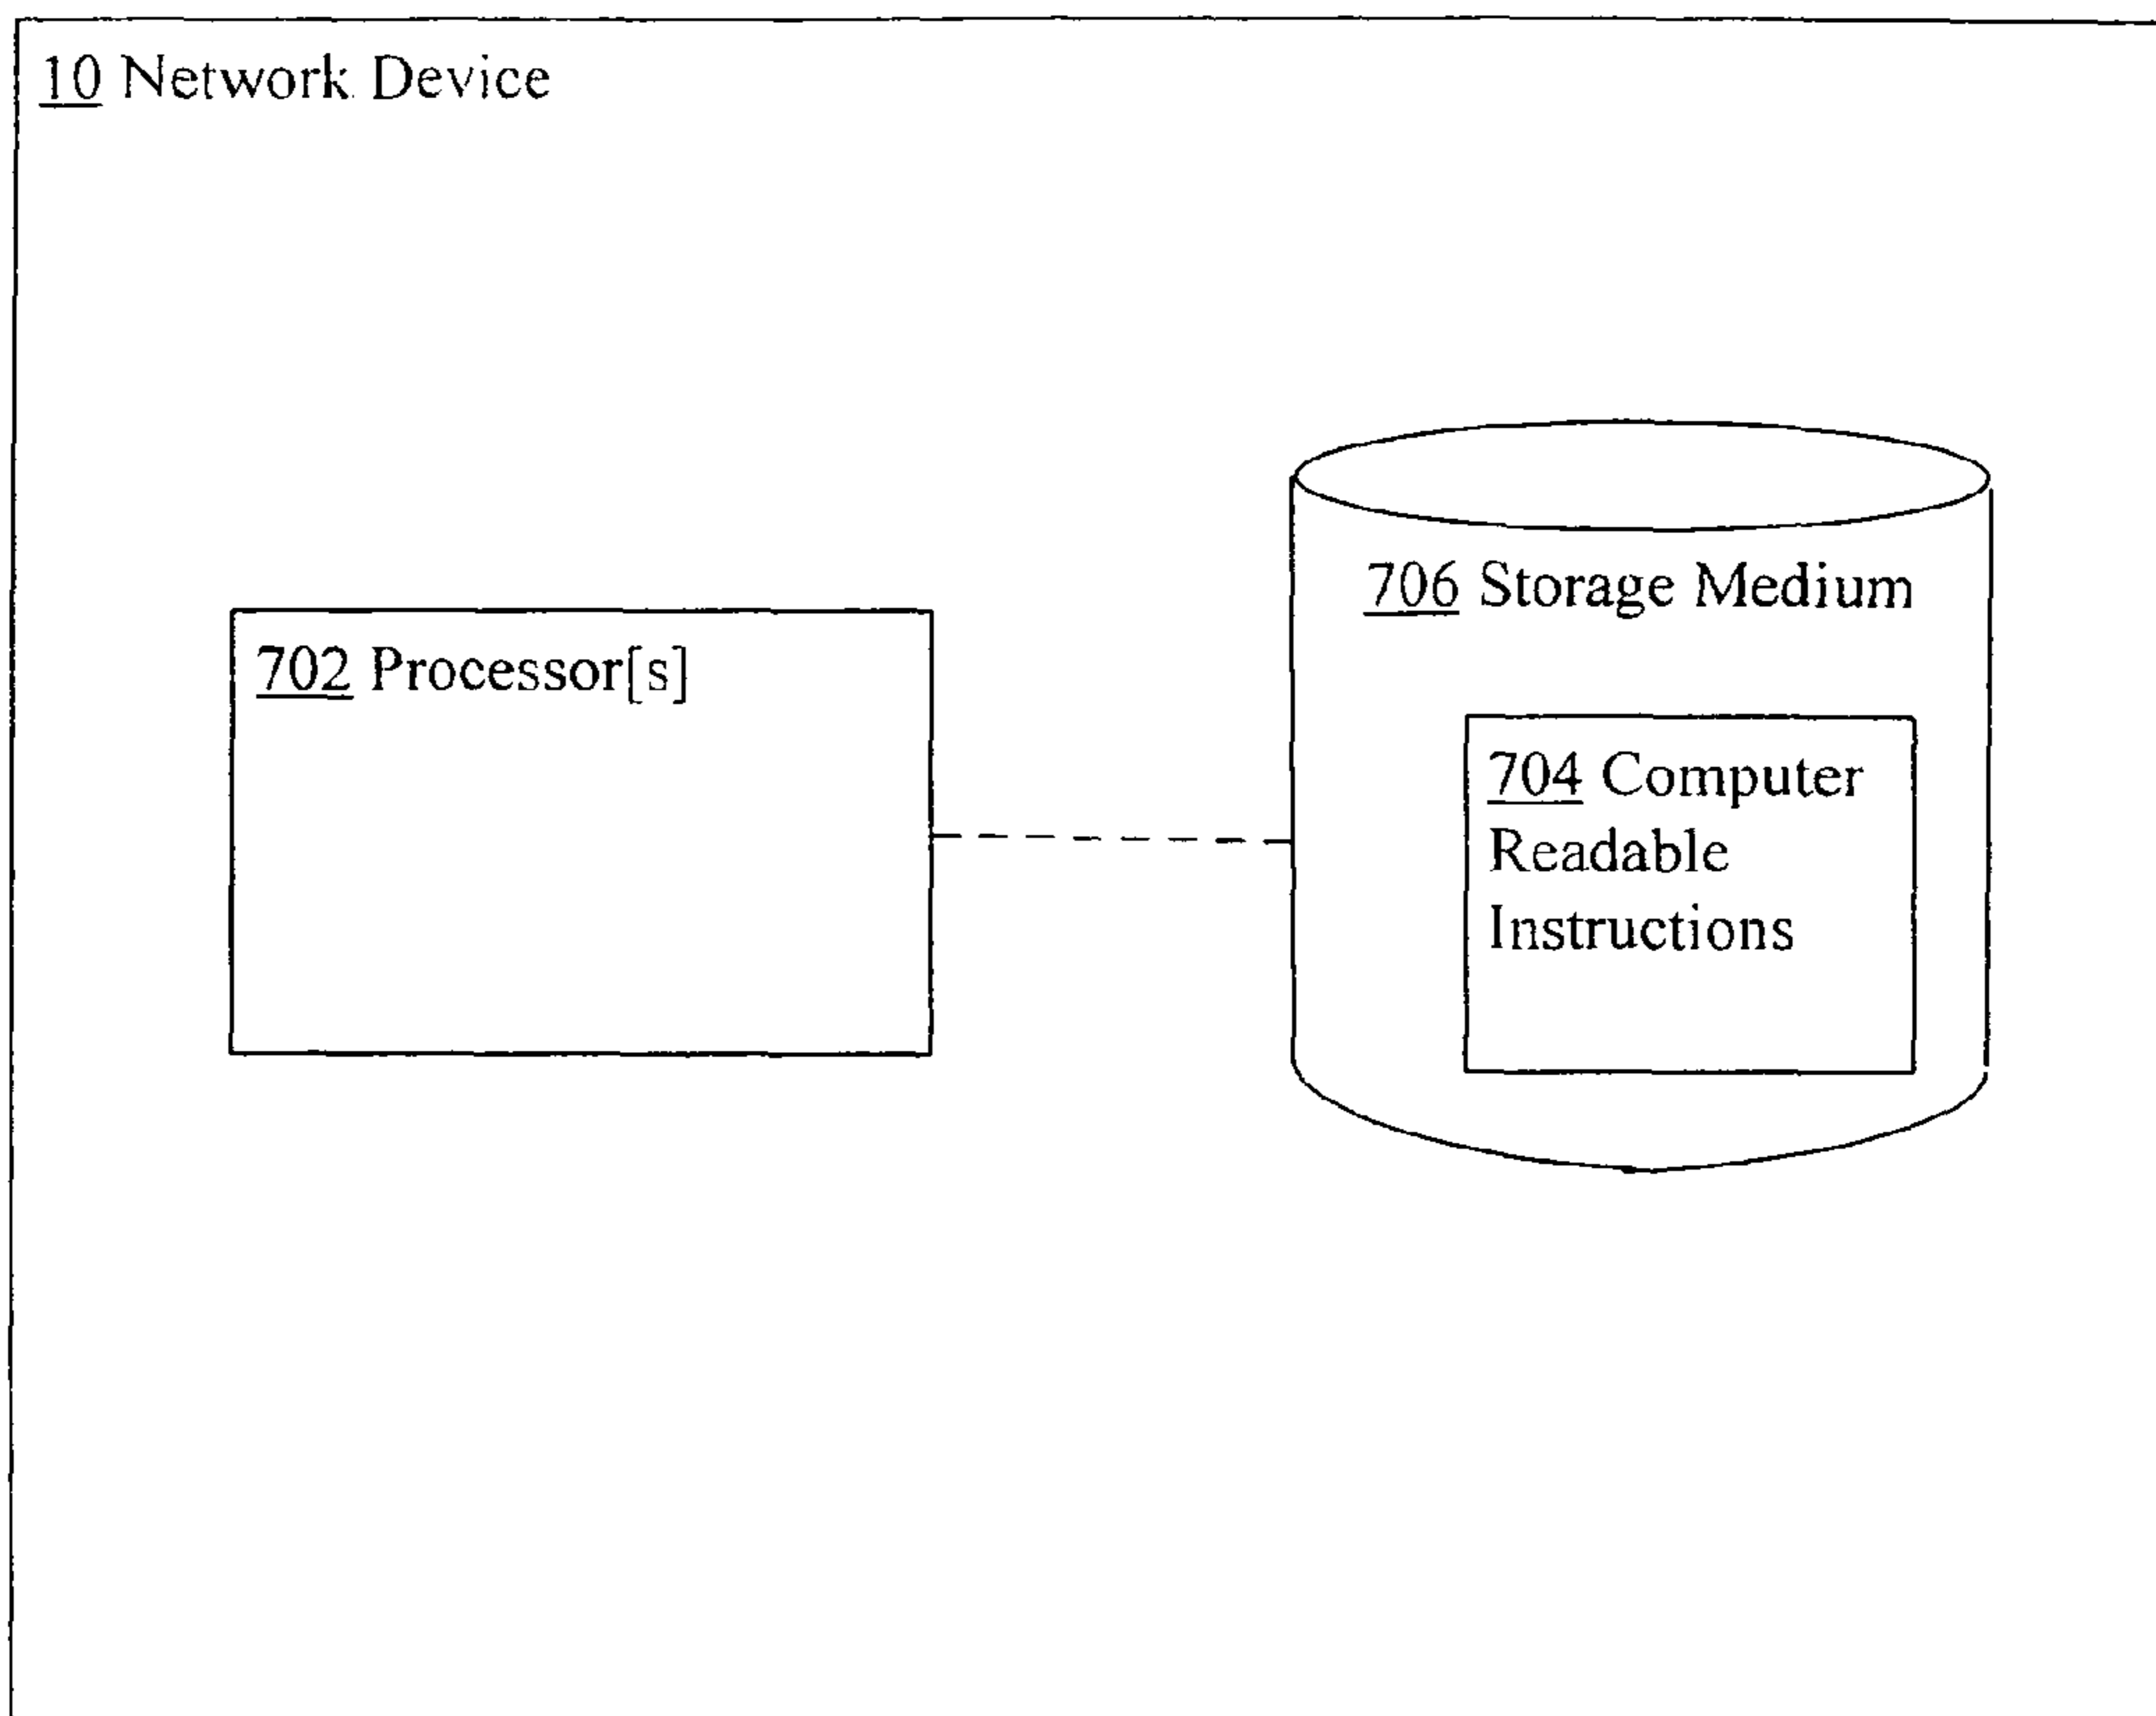 10 Network Device
706 Storage Medium
702 Processor[s]
704 Computer
Readable
Instructions